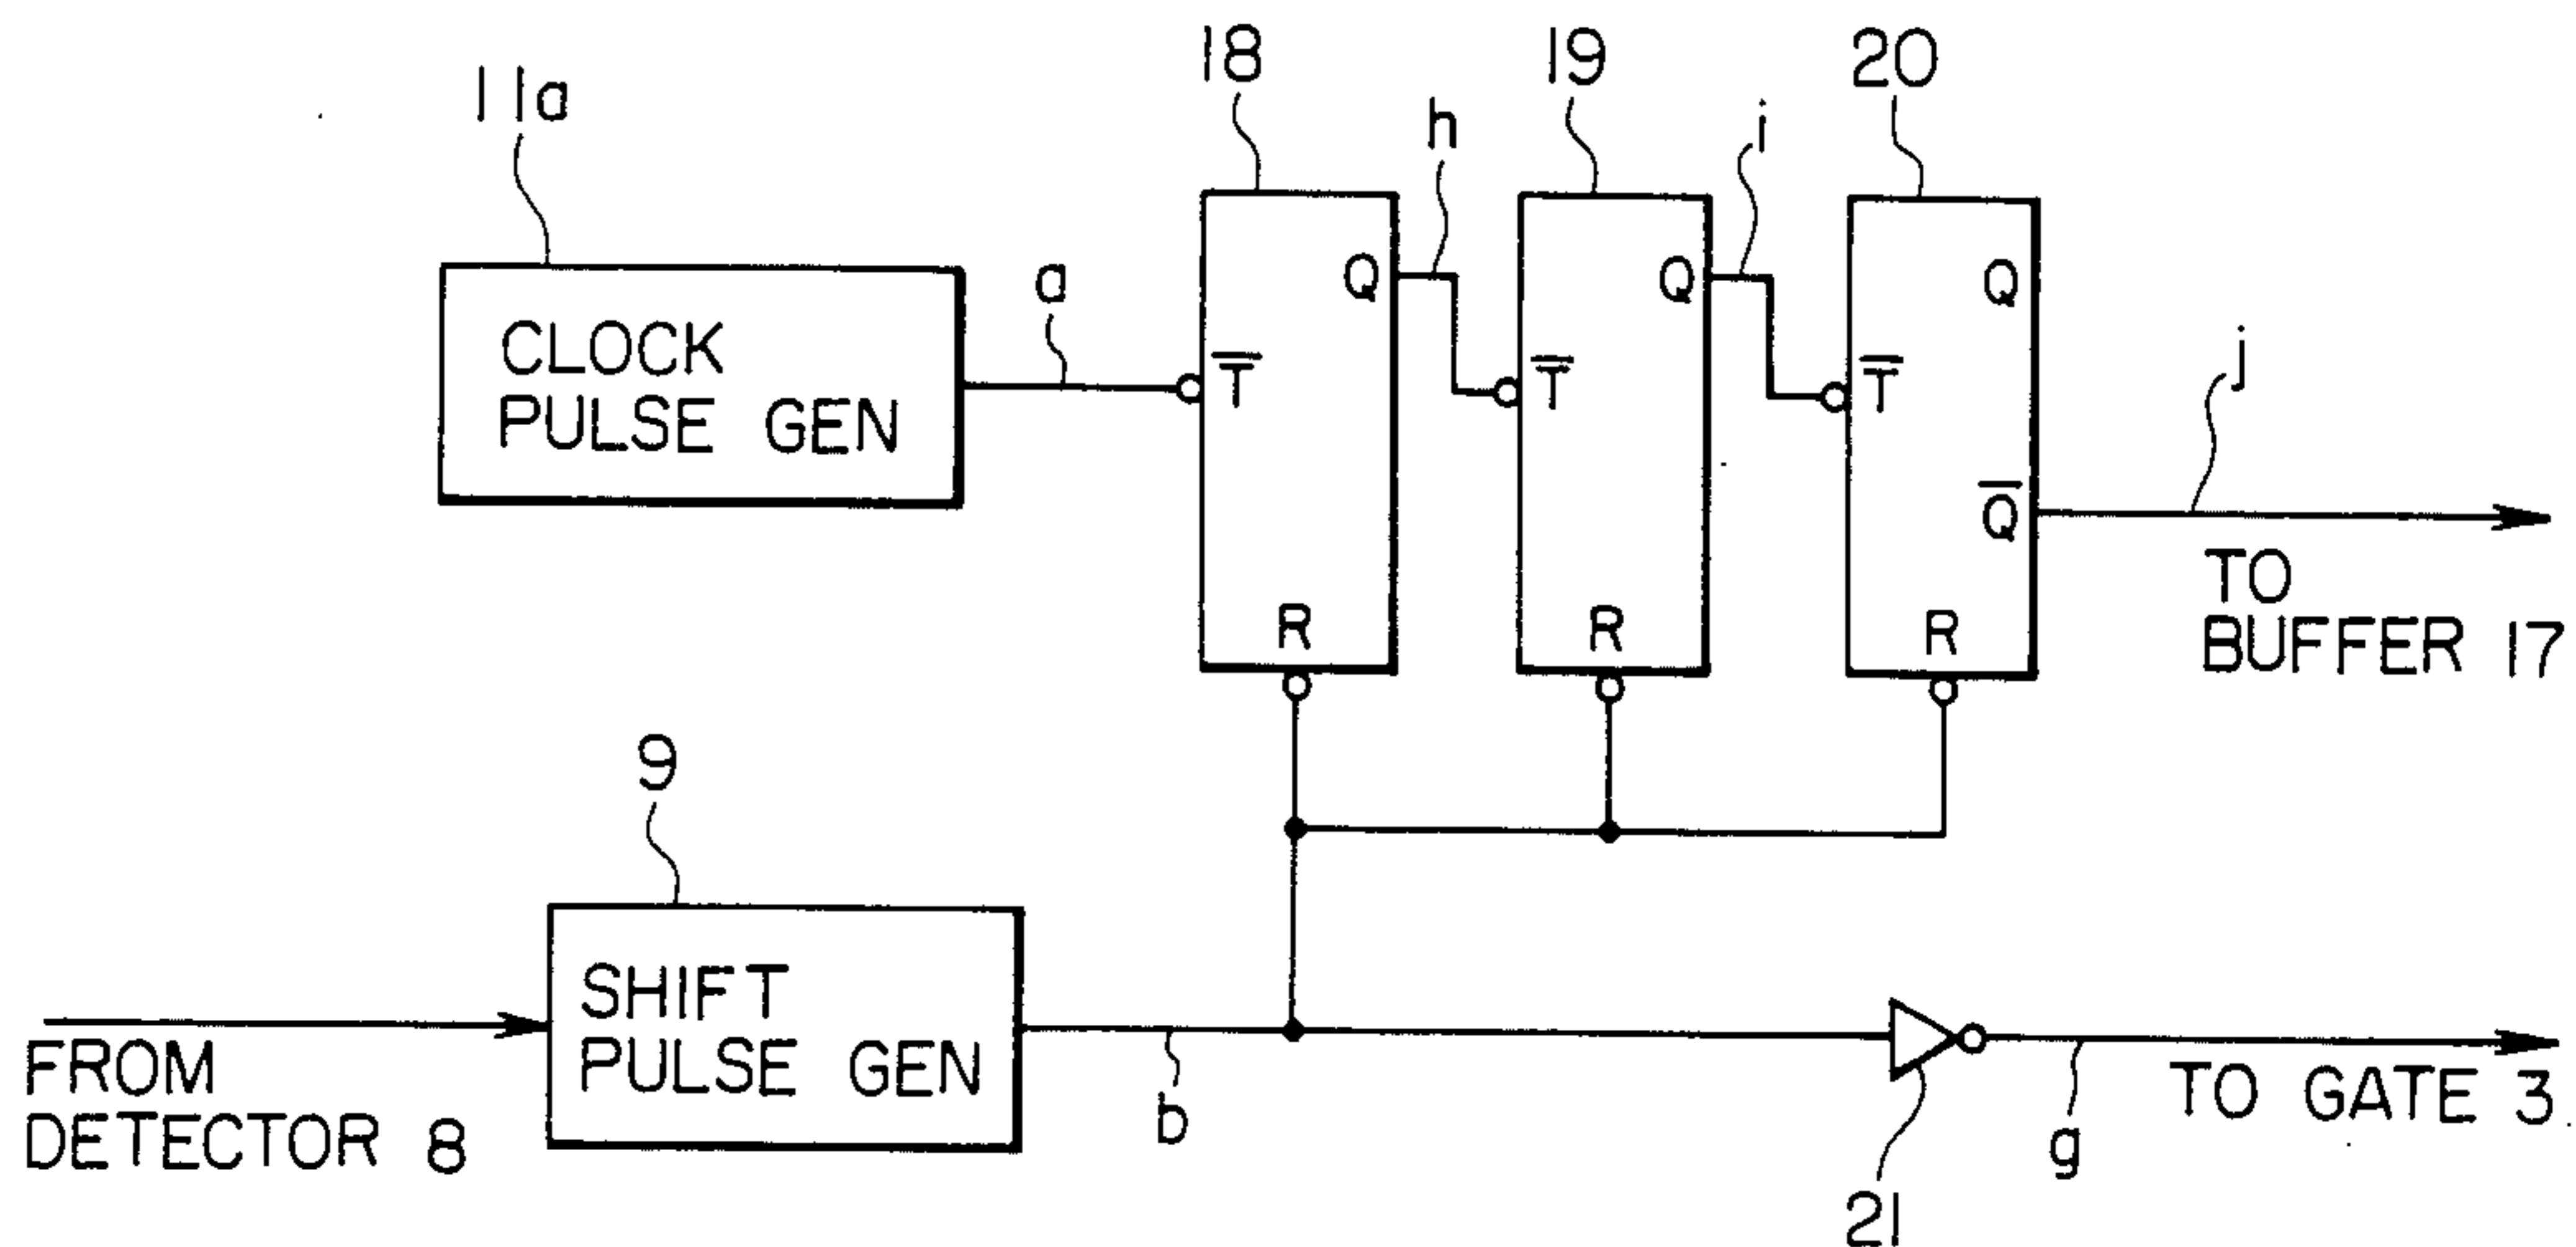 11a
18
19
20
h
i
a
CLOCK
PULSE GEN
Q
T̅
R
Q
T̅
R
Q
T̅
Q̅
R
j
TO
BUFFER 17
9
SHIFT
PULSE GEN
FROM
DETECTOR 8
b
21
g
TO GATE 3